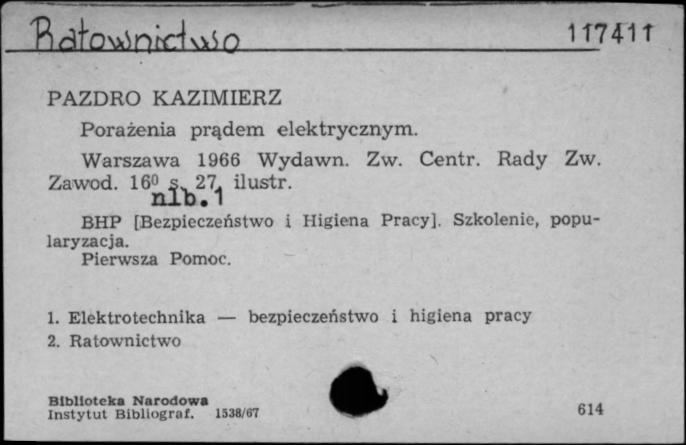 Ratownictwo 117411
PAZDRO KAZIMIERZ
Porażenia prądem elektrycznym.
Warszawa 1966 Wydawn. Zw. Centr. Rady Zw.
Zawod. 16⁰ s. 27, ilustr.
nlb. 1
BHP [Bezpieczeństwo i Higiena Pracy]. Szkolenie, popu-
laryzacja.
Pierwsza Pomoc.
1. Elektrotechnika — bezpieczeństwo i higiena pracy
2. Ratownictwo
Biblioteka Narodowa
Instytut Bibliograf. 1538/67 614